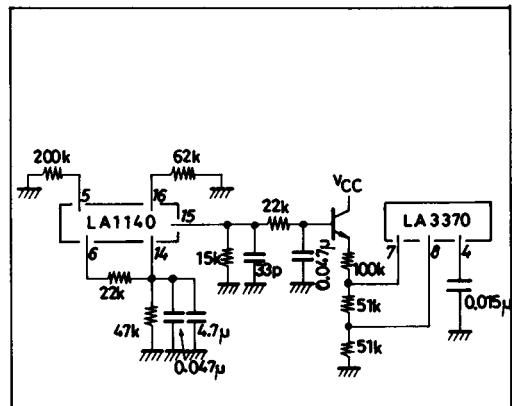 200k
62k
5
16
LA1140
15
6
14
22k
VCC
LA3370
7
8
4
15k
33p
0.047μ
100k
22k
51k
0.015μ
47k
4.7μ
51k
0.047μ